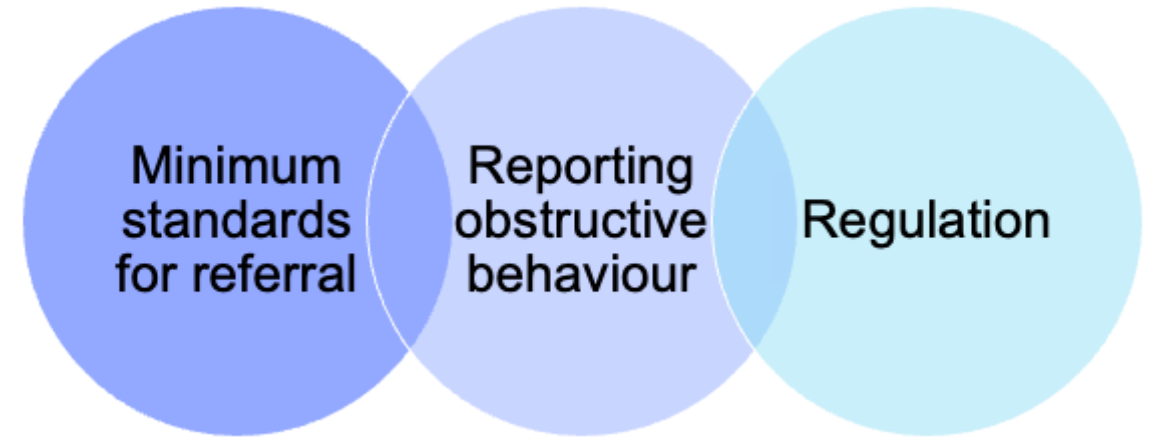 Minimum
standards
for referral
Reporting
obstructive
behaviour
Regulation